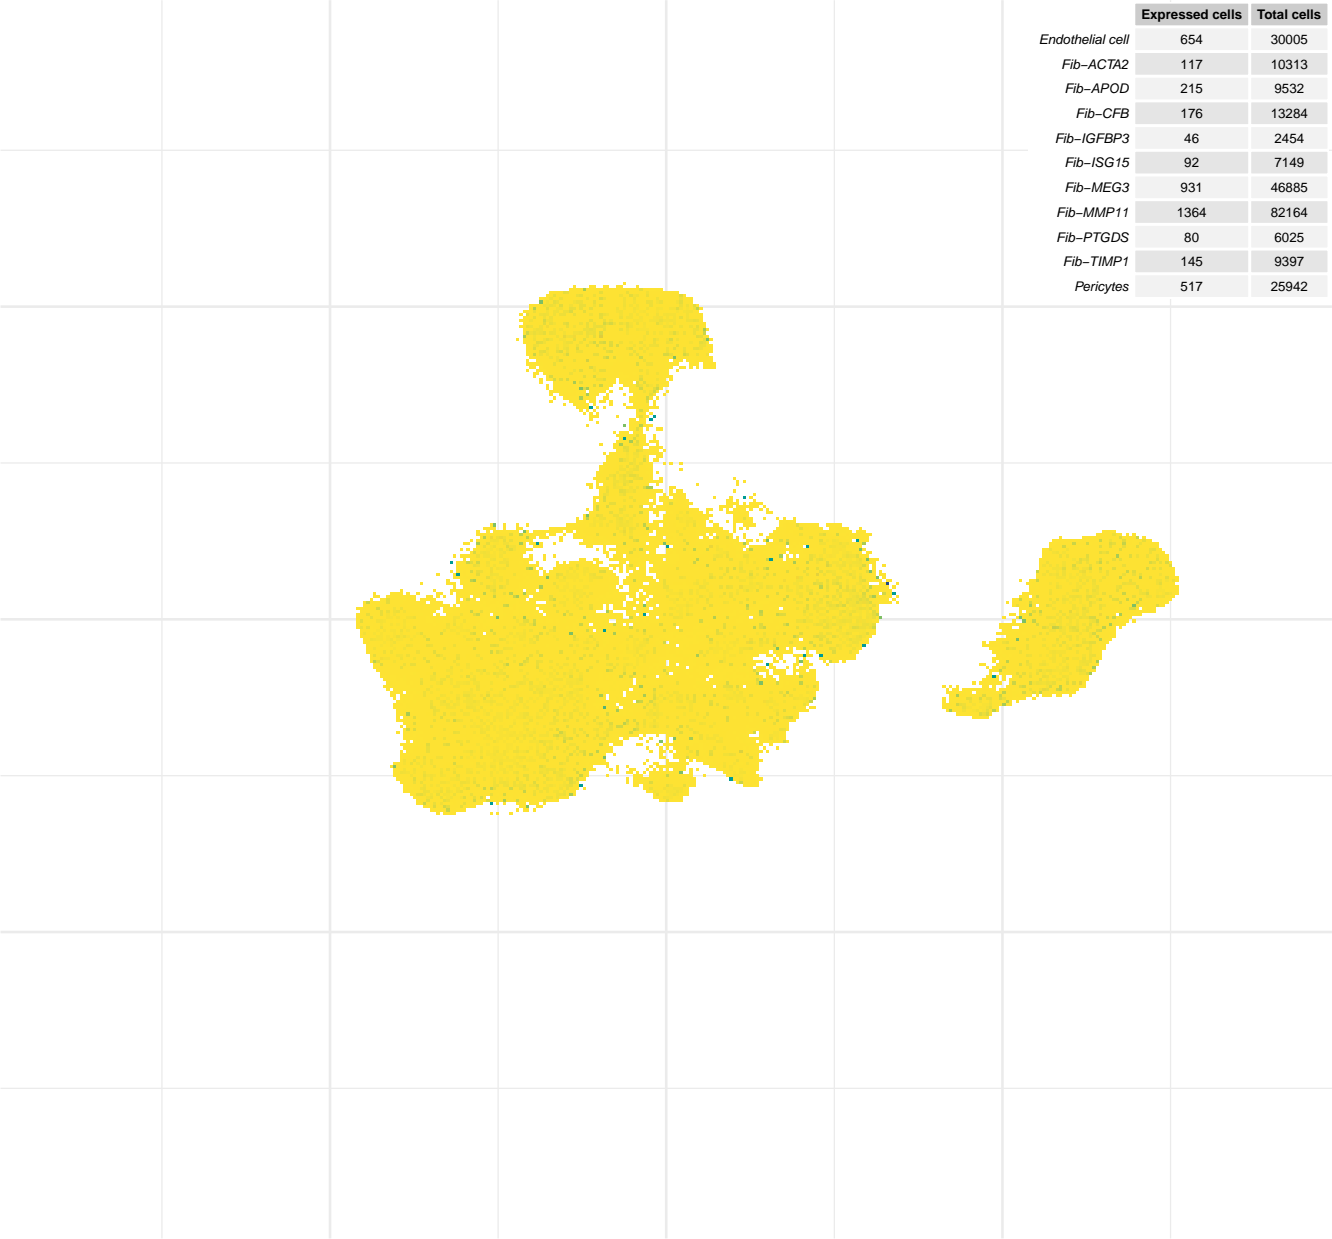 Expressed cells Total cells
Endothelial cell 654 30005
Fib−ACTA2 117 10313
Fib−APOD 215 9532
Fib−CFB 176 13284
Fib−IGFBP3 46 2454
Fib−ISG15 92 7149
Fib−MEG3 931 46885
Fib−MMP11 1364 82164
Fib−PTGDS 80 6025
Fib−TIMP1 145 9397
Pericytes 517 25942